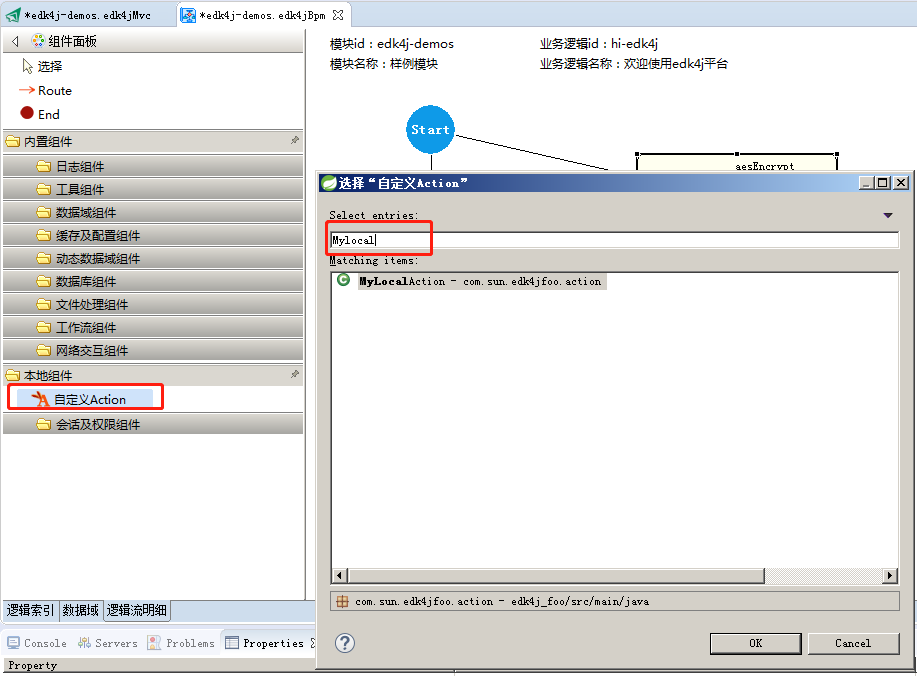 *edk4j-demos.edk4jMvc
*edk4j-demos.edk4jBpm
组件面板
选择
Route
End
内置组件
日志组件
工具组件
数据域组件
缓存及配置组件
动态数据域组件
数据库组件
文件处理组件
工作流组件
网络交互组件
本地组件
自定义Action
会话及权限组件
模块id：edk4j-demos
业务逻辑id：hi-edk4j
模块名称：样例模块
业务逻辑名称：欢迎使用edk4j平台
Start
aesEncrypt
选择“自定义Action”
Select entries:
Mylocal
Matching items:
MyLocalAction - com.sun.edk4jfoo.action
com.sun.edk4jfoo.action - edk4j_foo/src/main/java
OK
Cancel
逻辑索引
数据域
逻辑流明细
Console
Servers
Problems
Properties
Property